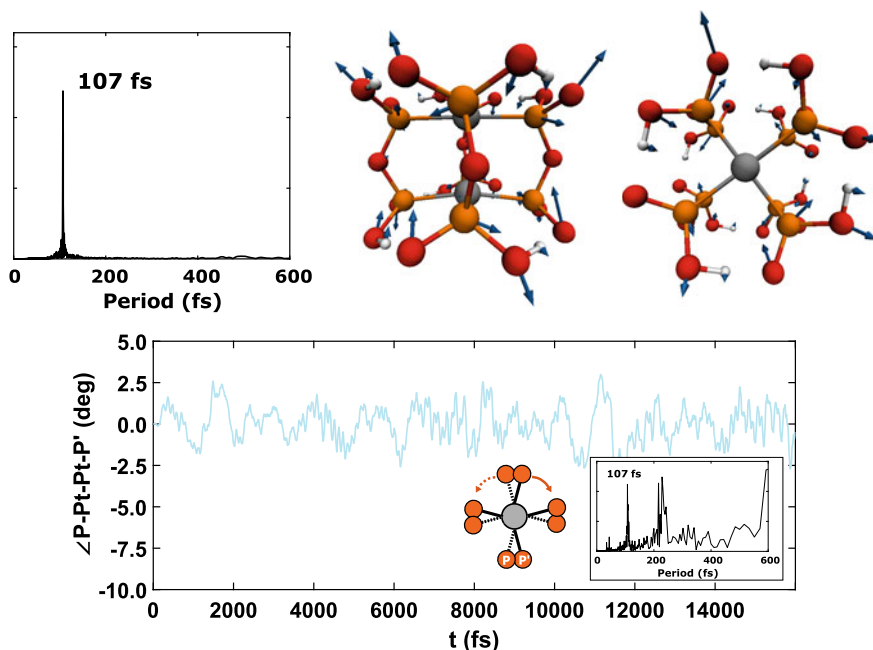 107 fs
0 200 400 600
Period (fs)
5.0
2.5
0.0
-2.5
-5.0
-7.5
-10.0
∠P-Pt-Pt-P' (deg)
P P'
107 fs
0 200 400 600
Period (fs)
0 2000 4000 6000 8000 10000 12000 14000
t (fs)